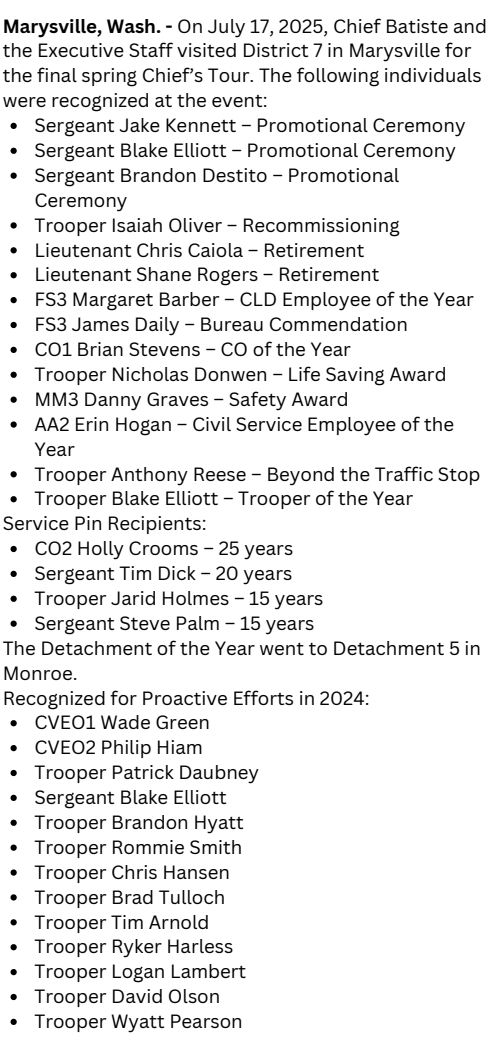 Marysville, Wash. - On July 17, 2025, Chief Batiste and
the Executive Staff visited District 7 in Marysville for
the final spring Chief’s Tour. The following individuals
were recognized at the event:
• Sergeant Jake Kennett – Promotional Ceremony
• Sergeant Blake Elliott – Promotional Ceremony
• Sergeant Brandon Destito – Promotional
Ceremony
• Trooper Isaiah Oliver – Recommissioning
• Lieutenant Chris Caiola – Retirement
• Lieutenant Shane Rogers – Retirement
• FS3 Margaret Barber – CLD Employee of the Year
• FS3 James Daily – Bureau Commendation
• CO1 Brian Stevens – CO of the Year
• Trooper Nicholas Donwen – Life Saving Award
• MM3 Danny Graves – Safety Award
• AA2 Erin Hogan – Civil Service Employee of the
Year
• Trooper Anthony Reese – Beyond the Traffic Stop
• Trooper Blake Elliott – Trooper of the Year
Service Pin Recipients:
• CO2 Holly Crooms – 25 years
• Sergeant Tim Dick – 20 years
• Trooper Jarid Holmes – 15 years
• Sergeant Steve Palm – 15 years
The Detachment of the Year went to Detachment 5 in
Monroe.
Recognized for Proactive Efforts in 2024:
• CVEO1 Wade Green
• CVEO2 Philip Hiam
• Trooper Patrick Daubney
• Sergeant Blake Elliott
• Trooper Brandon Hyatt
• Trooper Rommie Smith
• Trooper Chris Hansen
• Trooper Brad Tulloch
• Trooper Tim Arnold
• Trooper Ryker Harless
• Trooper Logan Lambert
• Trooper David Olson
• Trooper Wyatt Pearson